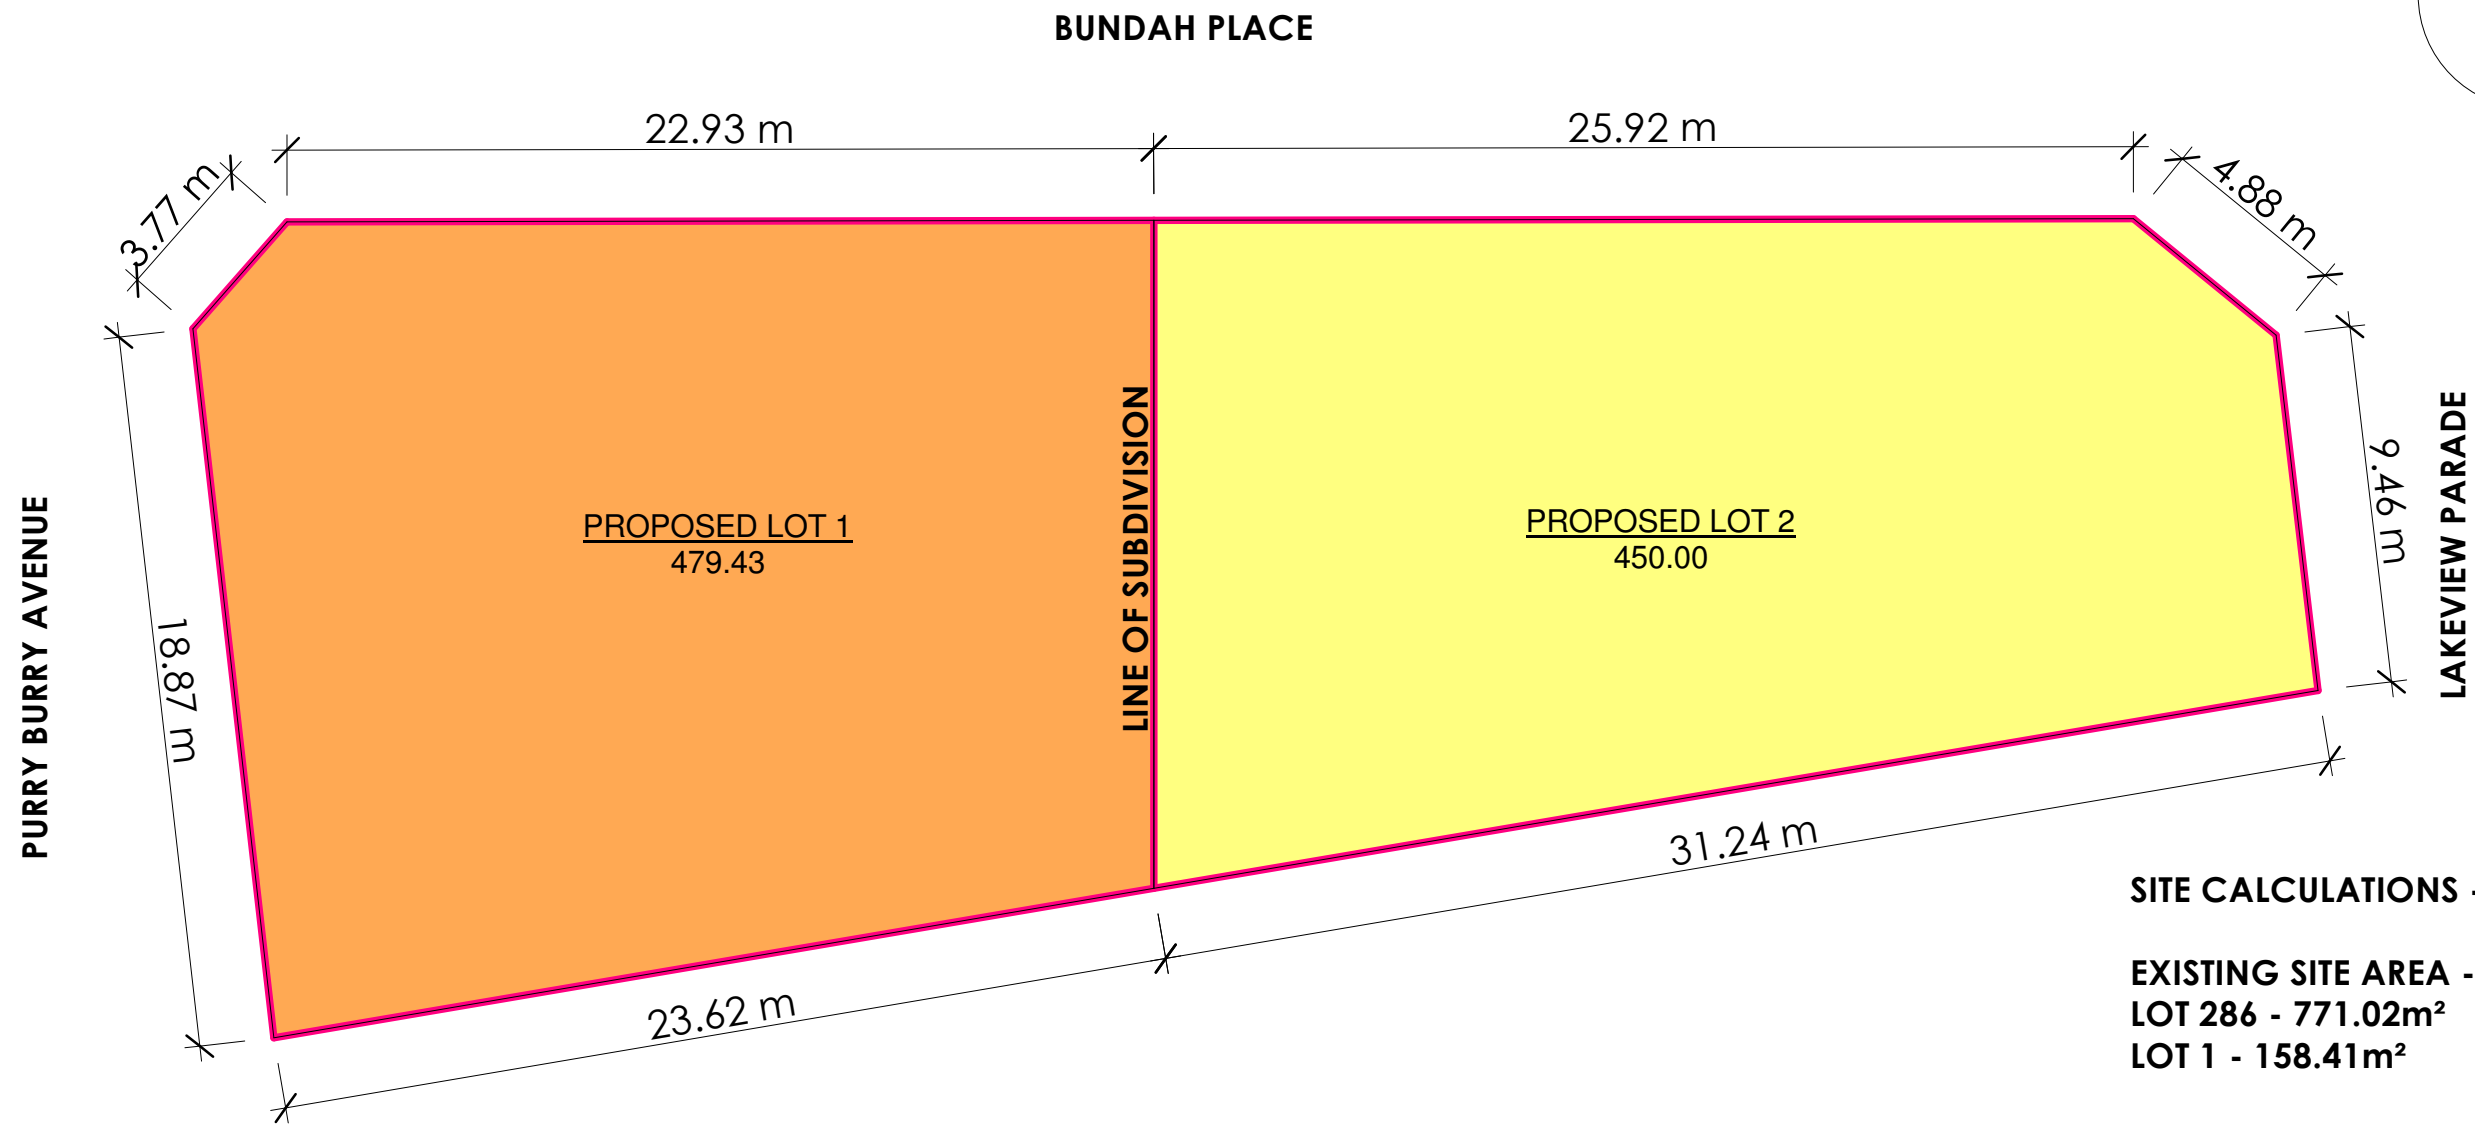 BUNDAH PLACE
22.93 m
25.92 m
3.77 m
4.88 m
PURRY BURRY AVENUE
18.87 m
PROPOSED LOT 1
479.43
LINE OF SUBDIVISION
PROPOSED LOT 2
450.00
9.46 m
LAKEVIEW PARADE
31.24 m
23.62 m
SITE CALCULATIONS -
EXISTING SITE AREA -
LOT 286 - 771.02m²
LOT 1 - 158.41m²